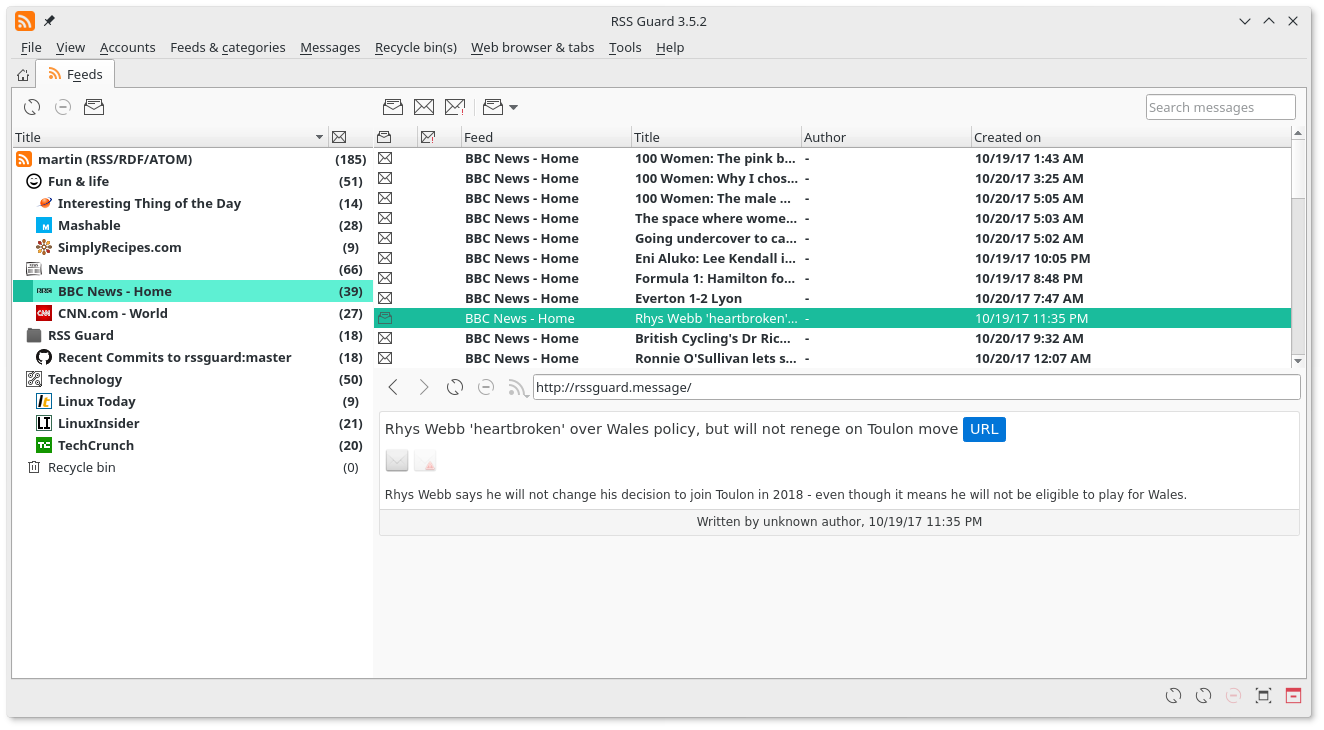 RSS Guard 3.5.2
File View Accounts Feeds & categories Messages Recycle bin(s) Web browser & tabs Tools Help
Feeds
Search messages
Title
martin (RSS/RDF/ATOM) (185)
Fun & life (51)
Interesting Thing of the Day (14)
Mashable (28)
SimplyRecipes.com (9)
News (66)
BBC News - Home (39)
CNN.com - World (27)
RSS Guard (18)
Recent Commits to rssguard:master (18)
Technology (50)
Linux Today (9)
LinuxInsider (21)
TechCrunch (20)
Recycle bin (0)
Feed Title Author Created on
BBC News - Home 100 Women: The pink b... - 10/19/17 1:43 AM
BBC News - Home 100 Women: Why I chos... - 10/20/17 3:25 AM
BBC News - Home 100 Women: The male ... - 10/20/17 5:05 AM
BBC News - Home The space where wome... - 10/20/17 5:03 AM
BBC News - Home Going undercover to ca... - 10/20/17 5:02 AM
BBC News - Home Eni Aluko: Lee Kendall i... - 10/19/17 10:05 PM
BBC News - Home Formula 1: Hamilton fo... - 10/19/17 8:48 PM
BBC News - Home Everton 1-2 Lyon - 10/20/17 7:47 AM
BBC News - Home Rhys Webb 'heartbroken'... - 10/19/17 11:35 PM
BBC News - Home British Cycling's Dr Ric... - 10/20/17 9:32 AM
BBC News - Home Ronnie O'Sullivan lets s... - 10/20/17 12:07 AM
http://rssguard.message/
Rhys Webb 'heartbroken' over Wales policy, but will not renege on Toulon move URL
Rhys Webb says he will not change his decision to join Toulon in 2018 - even though it means he will not be eligible to play for Wales.
Written by unknown author, 10/19/17 11:35 PM